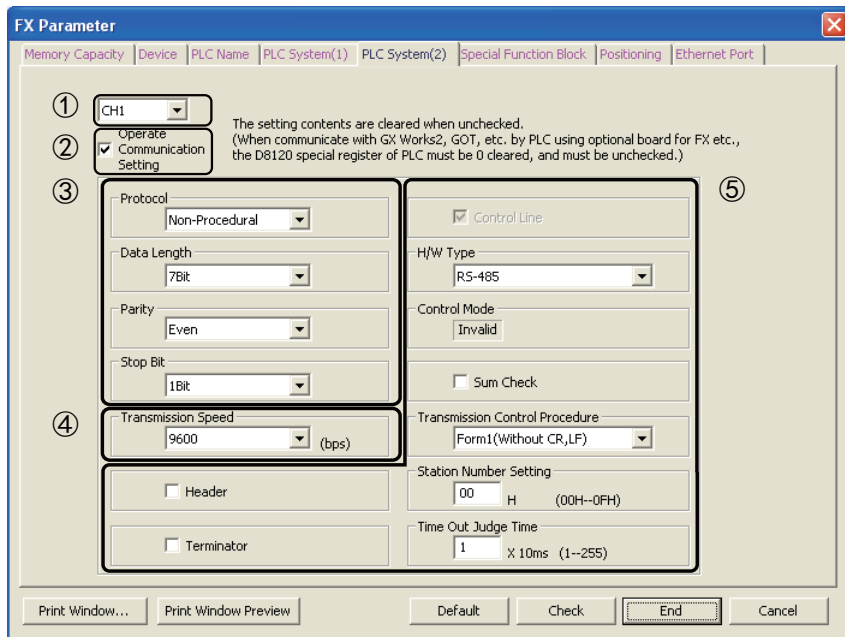 FX Parameter
Memory Capacity Device PLC Name PLC System(1) PLC System(2) Special Function Block Positioning Ethernet Port
①
CH1
②
Operate
Communication
Setting
The setting contents are cleared when unchecked.
(When communicate with GX Works2, GOT, etc. by PLC using optional board for FX etc.,
the D8120 special register of PLC must be 0 cleared, and must be unchecked.)
③
Protocol
Non-Procedural
Data Length
7Bit
Parity
Even
Stop Bit
1Bit
④
Transmission Speed
9600 (bps)
Header
Terminator
⑤
Control Line
H/W Type
RS-485
Control Mode
Invalid
Sum Check
Transmission Control Procedure
Form1(Without CR,LF)
Station Number Setting
00 H (00H--0FH)
Time Out Judge Time
1 X 10ms (1--255)
Print Window... Print Window Preview Default Check End Cancel